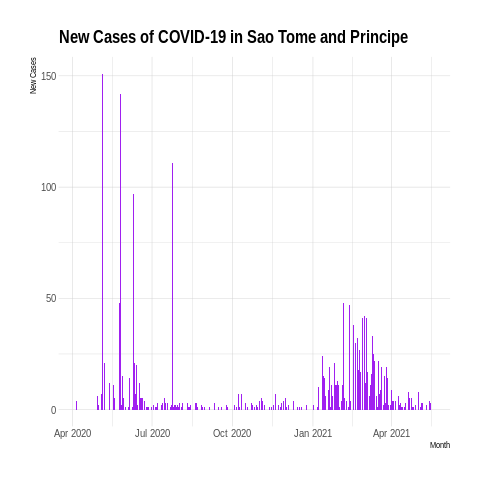 New Cases of COVID-19 in Sao Tome and Principe
New Cases
150
100
50
0
Apr 2020 Jul 2020 Oct 2020 Jan 2021 Apr 2021
Month